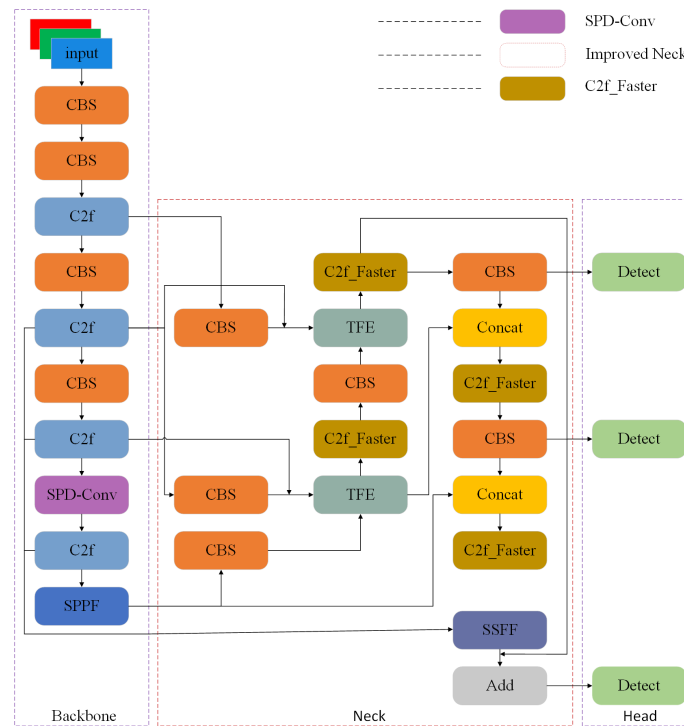 SPD-Conv
input
Improved Neck
CBS
C2f_Faster
CBS
C2f
CBS
C2f_Faster
CBS
Detect
C2f
CBS
TFE
Concat
CBS
CBS
C2f_Faster
C2f
C2f_Faster
CBS
Detect
SPD-Conv
CBS
TFE
Concat
C2f
CBS
C2f_Faster
SPPF
SSFF
Add
Detect
Backbone
Neck
Head